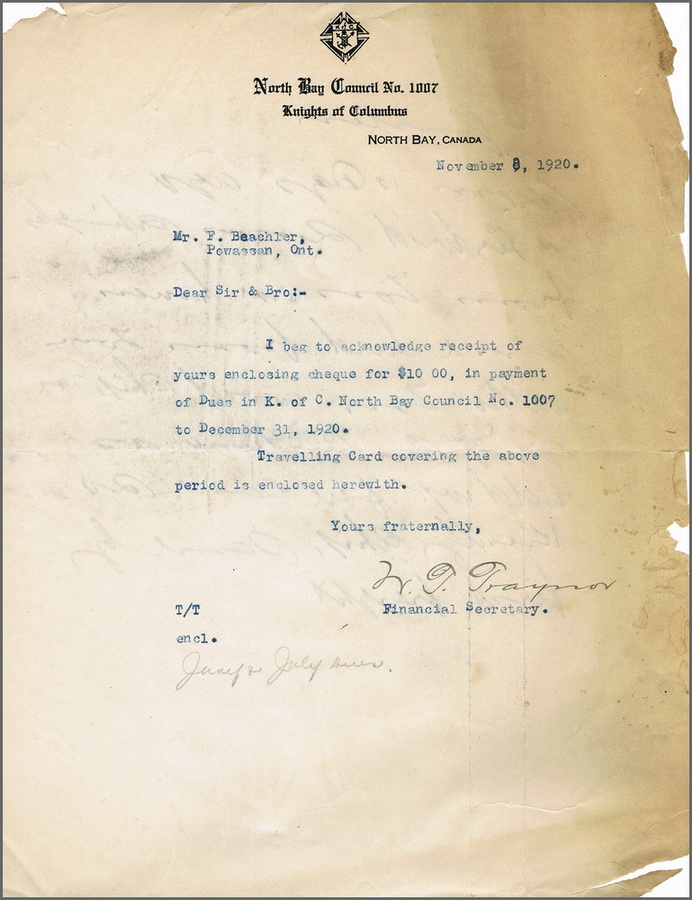 K of C
North Bay Council No. 1007
Knights of Columbus
NORTH BAY, CANADA
November 8, 1920.
Mr. F. Beachler,
Powassan, Ont.
Dear Sir & Bro:-
I beg to acknowledge receipt of
yours enclosing cheque for $10 00, in payment
of Dues in K. of C. North Bay Council No. 1007
to December 31, 1920.
Travelling Card covering the above
period is enclosed herewith.
Yours fraternally,
W. T. Traynor
Financial Secretary.
T/T
encl.
July Dues.